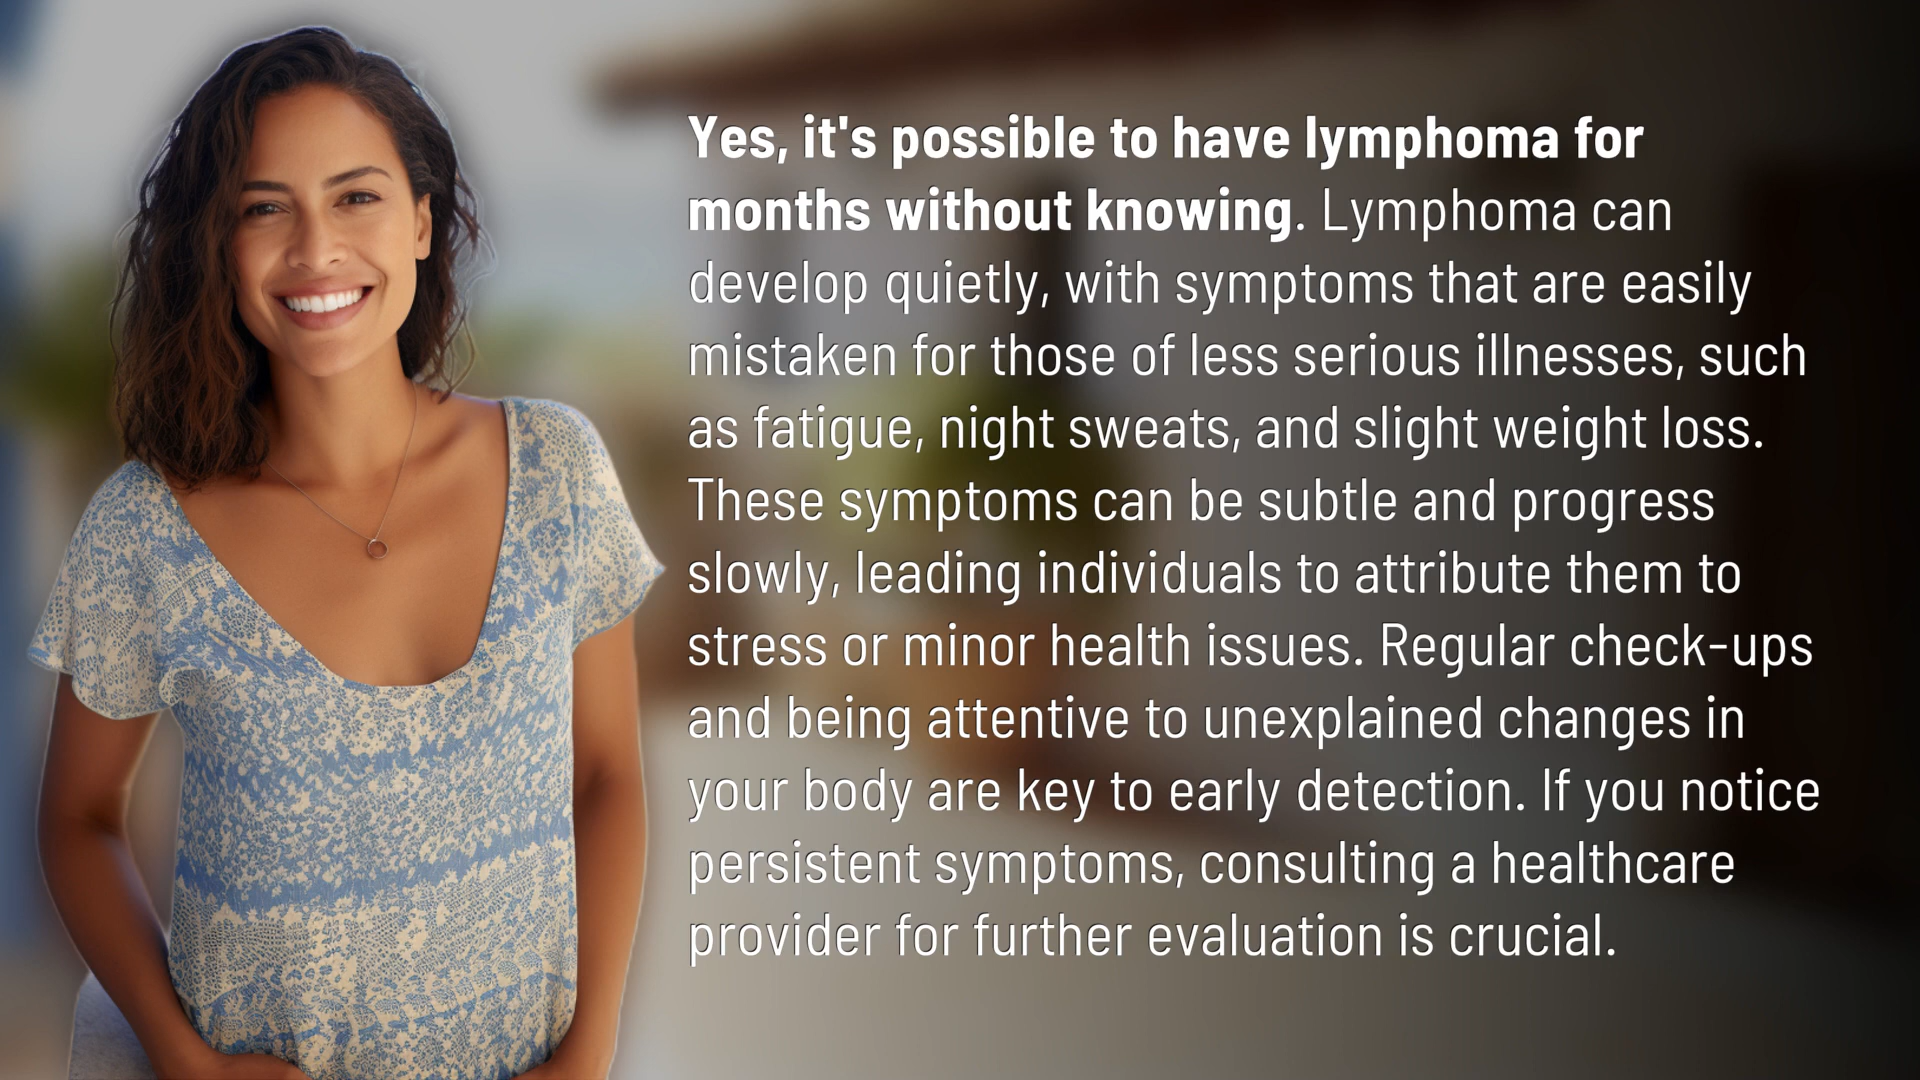 Yes, it's possible to have lymphoma for
months without knowing. Lymphoma can
develop quietly, with symptoms that are easily
mistaken for those of less serious illnesses, such
as fatigue, night sweats, and slight weight loss.
These symptoms can be subtle and progress
slowly, leading individuals to attribute them to
stress or minor health issues. Regular check-ups
and being attentive to unexplained changes in
your body are key to early detection. If you notice
persistent symptoms, consulting a healthcare
provider for further evaluation is crucial.